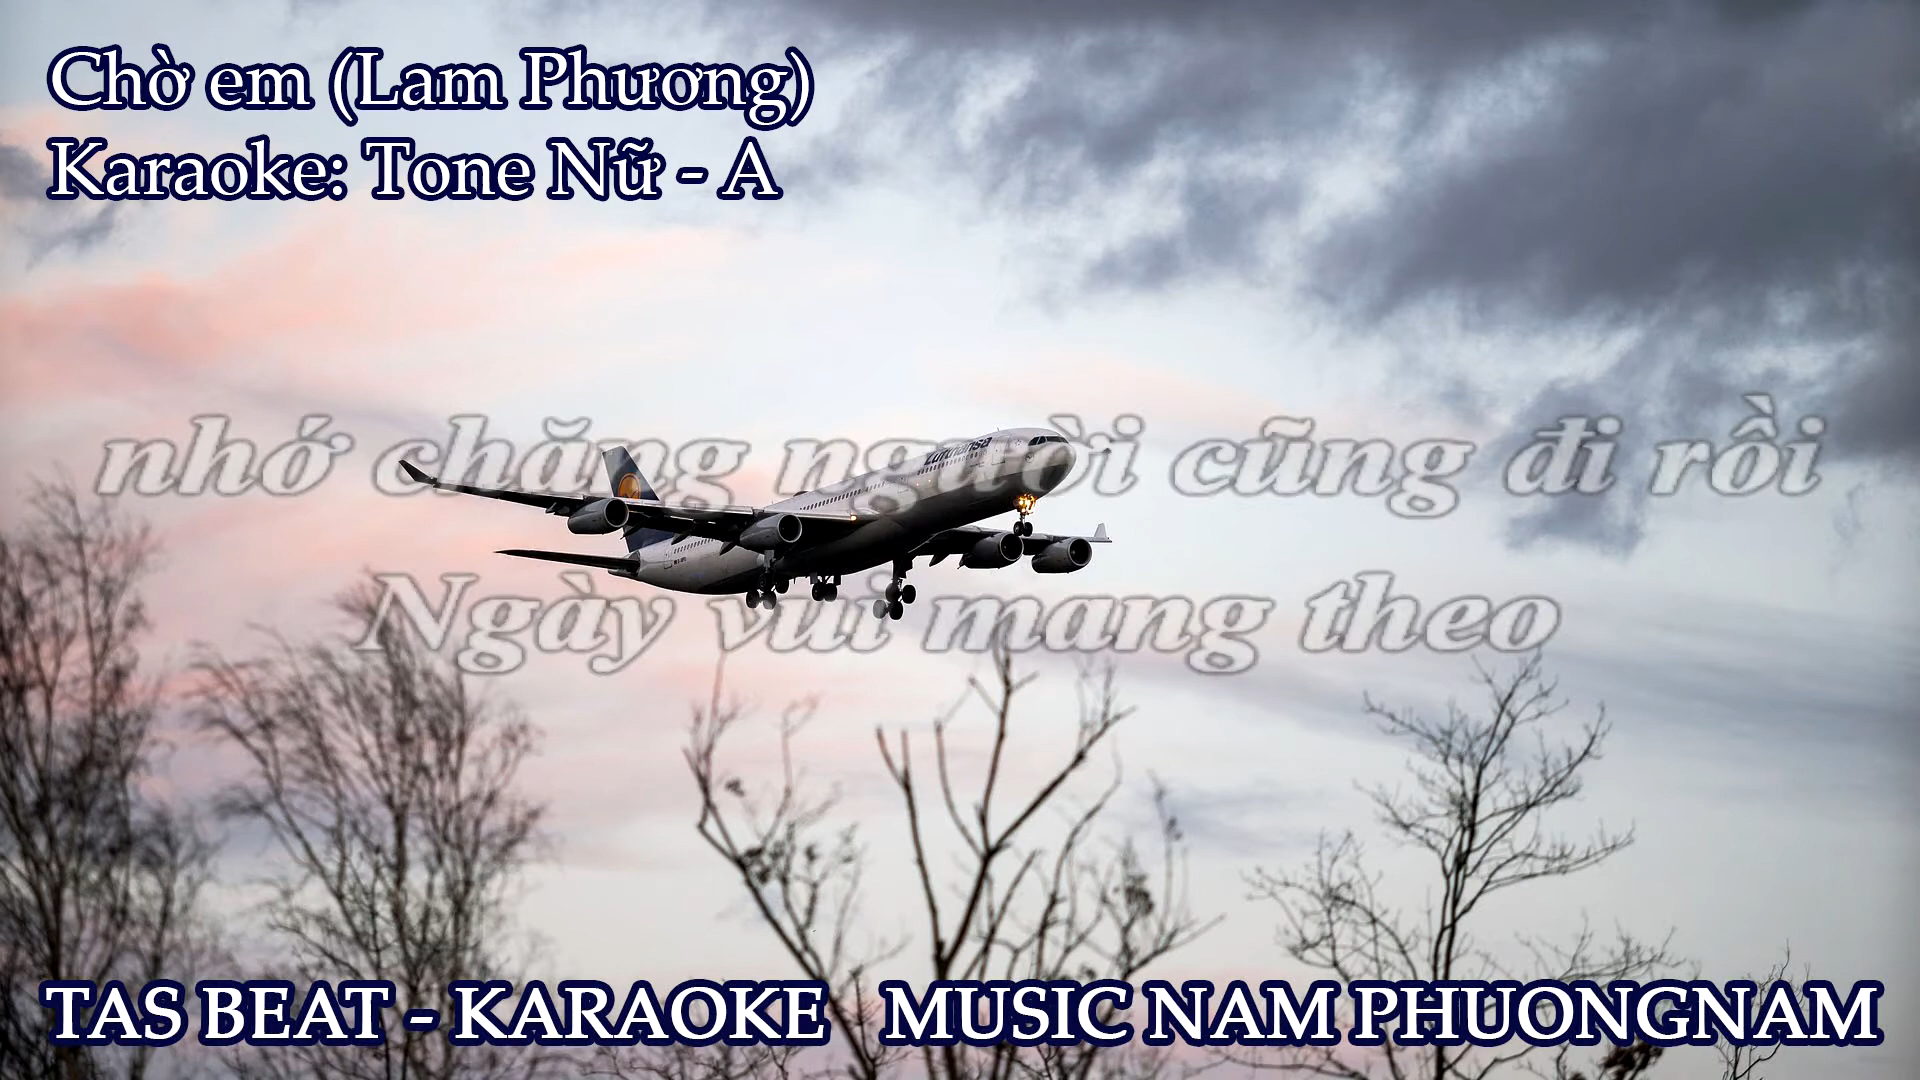 Chờ em (Lam Phương)
Karaoke: Tone Nữ - A
nhớ chăng người cũng đi rồi
Lufthansa
Ngày vui mang theo
TAS BEAT - KARAOKE MUSIC NAM PHUONGNAM